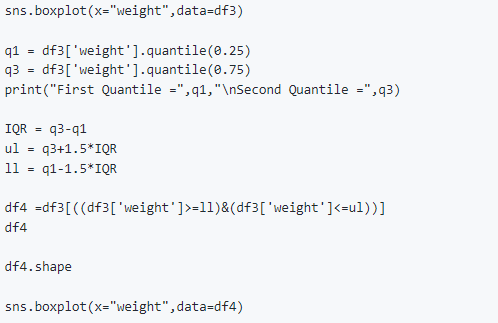 sns.boxplot(x="weight",data=df3)
q1 = df3['weight'].quantile(0.25)
q3 = df3['weight'].quantile(0.75)
print("First Quantile =",q1,"\nSecond Quantile =",q3)
IQR = q3-q1
ul = q3+1.5*IQR
ll = q1-1.5*IQR
df4 =df3[((df3['weight']>=ll)&(df3['weight']<=ul))]
df4
df4.shape
sns.boxplot(x="weight",data=df4)